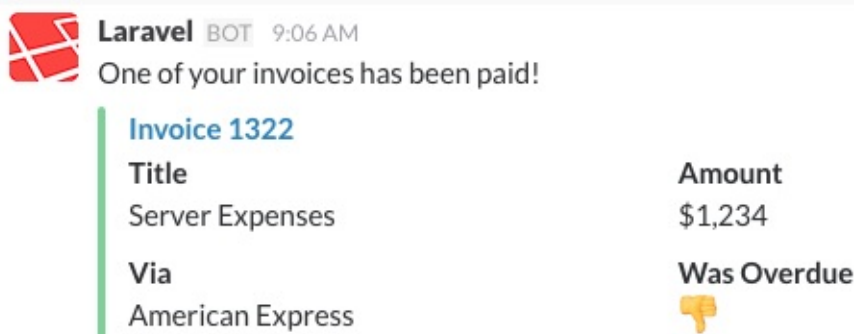 Laravel BOT 9:06 AM
One of your invoices has been paid!
Invoice 1322
Title Amount
Server Expenses $1,234
Via Was Overdue
American Express 👎